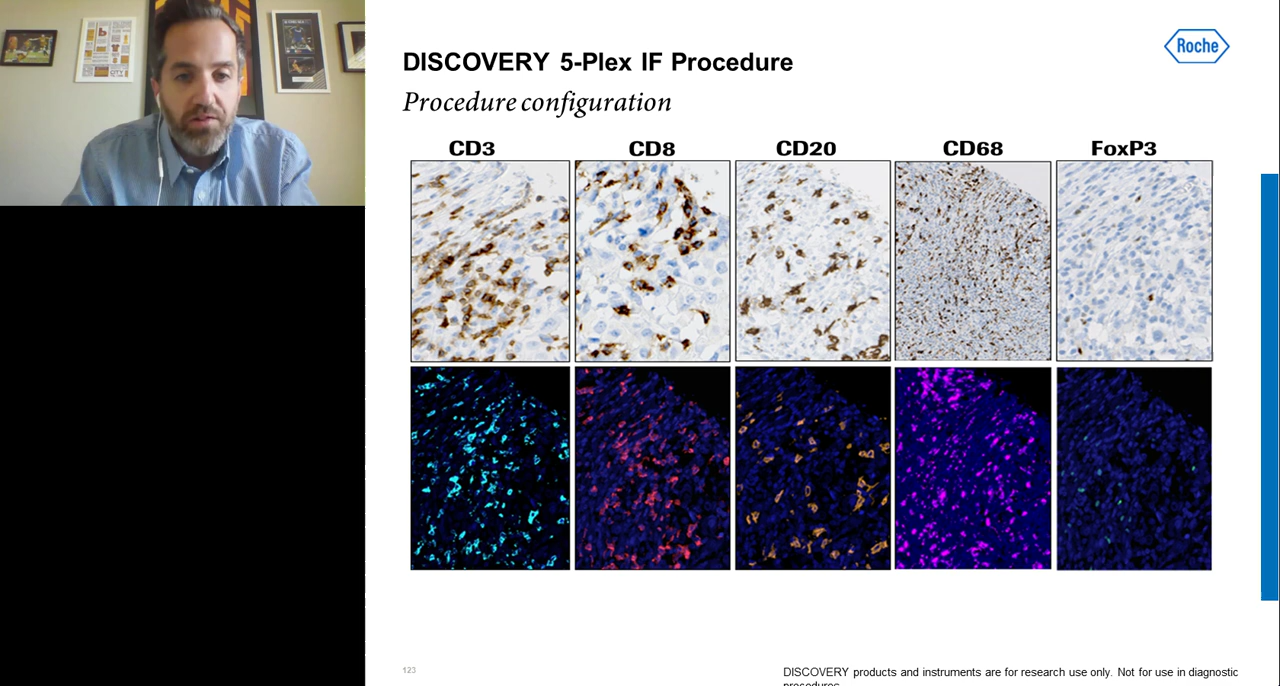 Roche
DISCOVERY 5-Plex IF Procedure
Procedure configuration
CD3 CD8 CD20 CD68 FoxP3
123
DISCOVERY products and instruments are for research use only. Not for use in diagnostic
procedures